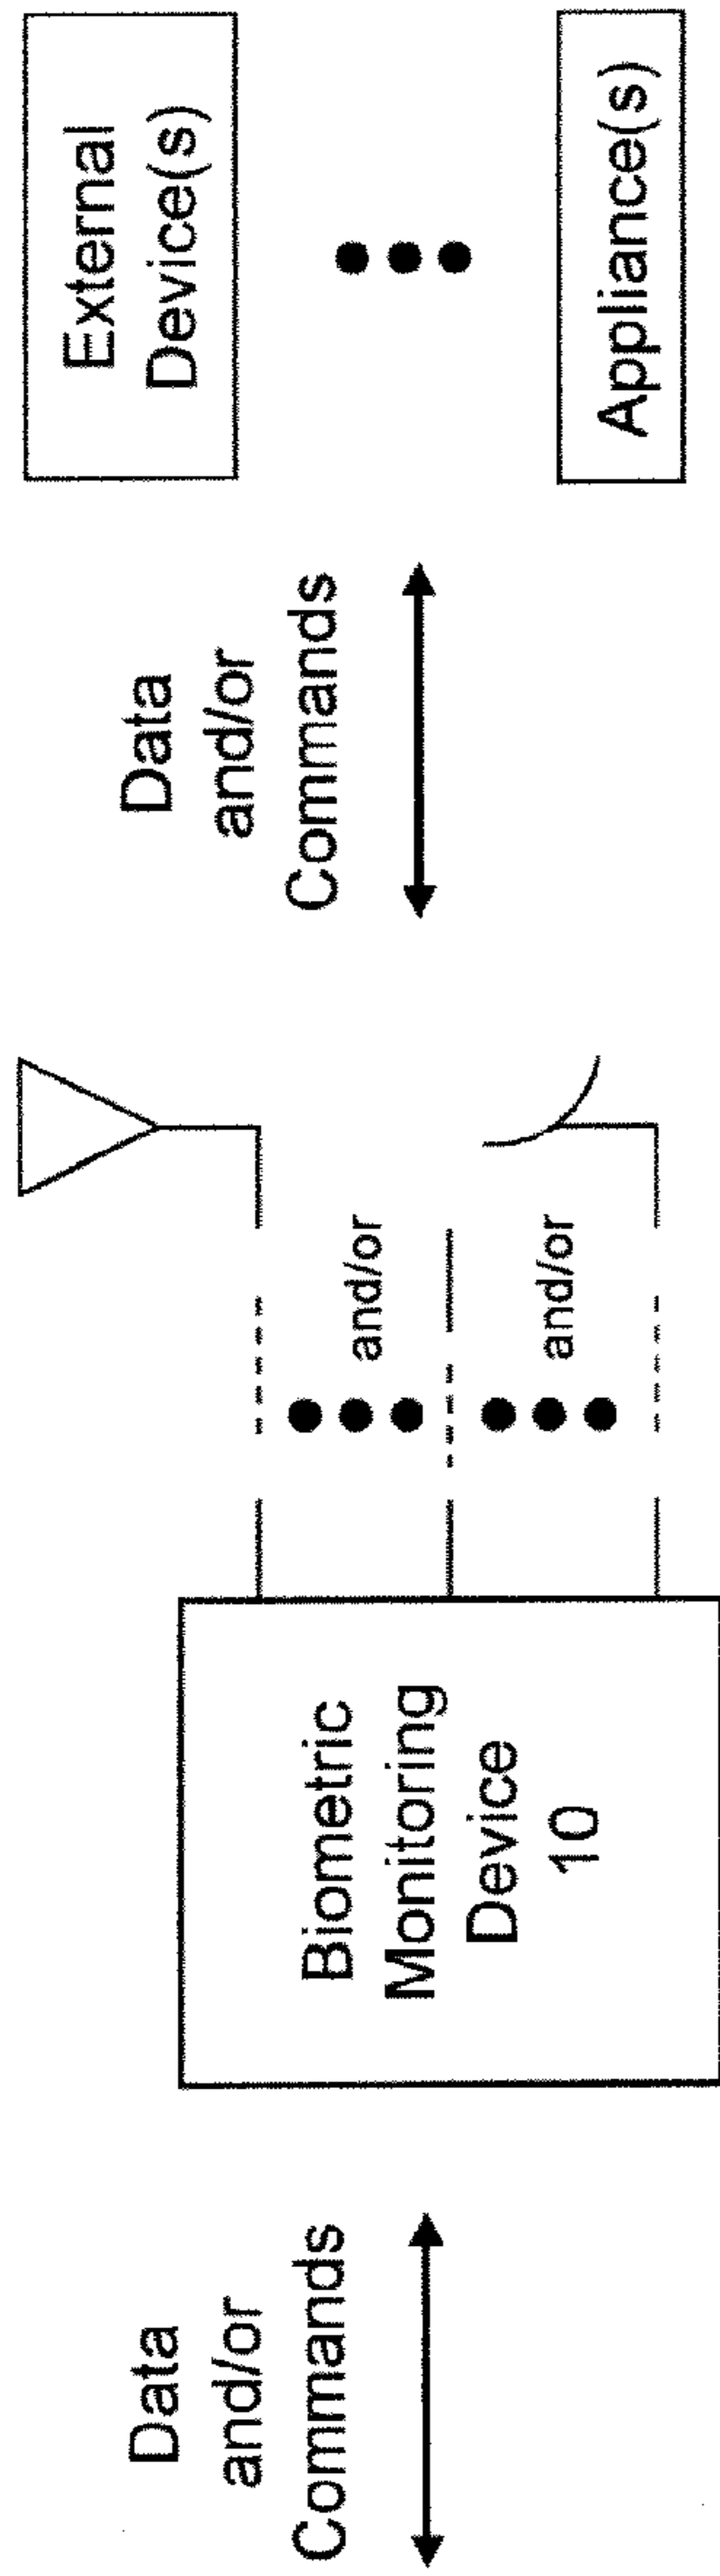 Data
and/or
Commands
Biometric
Monitoring
Device
10
and/or
and/or
Data
and/or
Commands
External
Device(s)
Appliance(s)